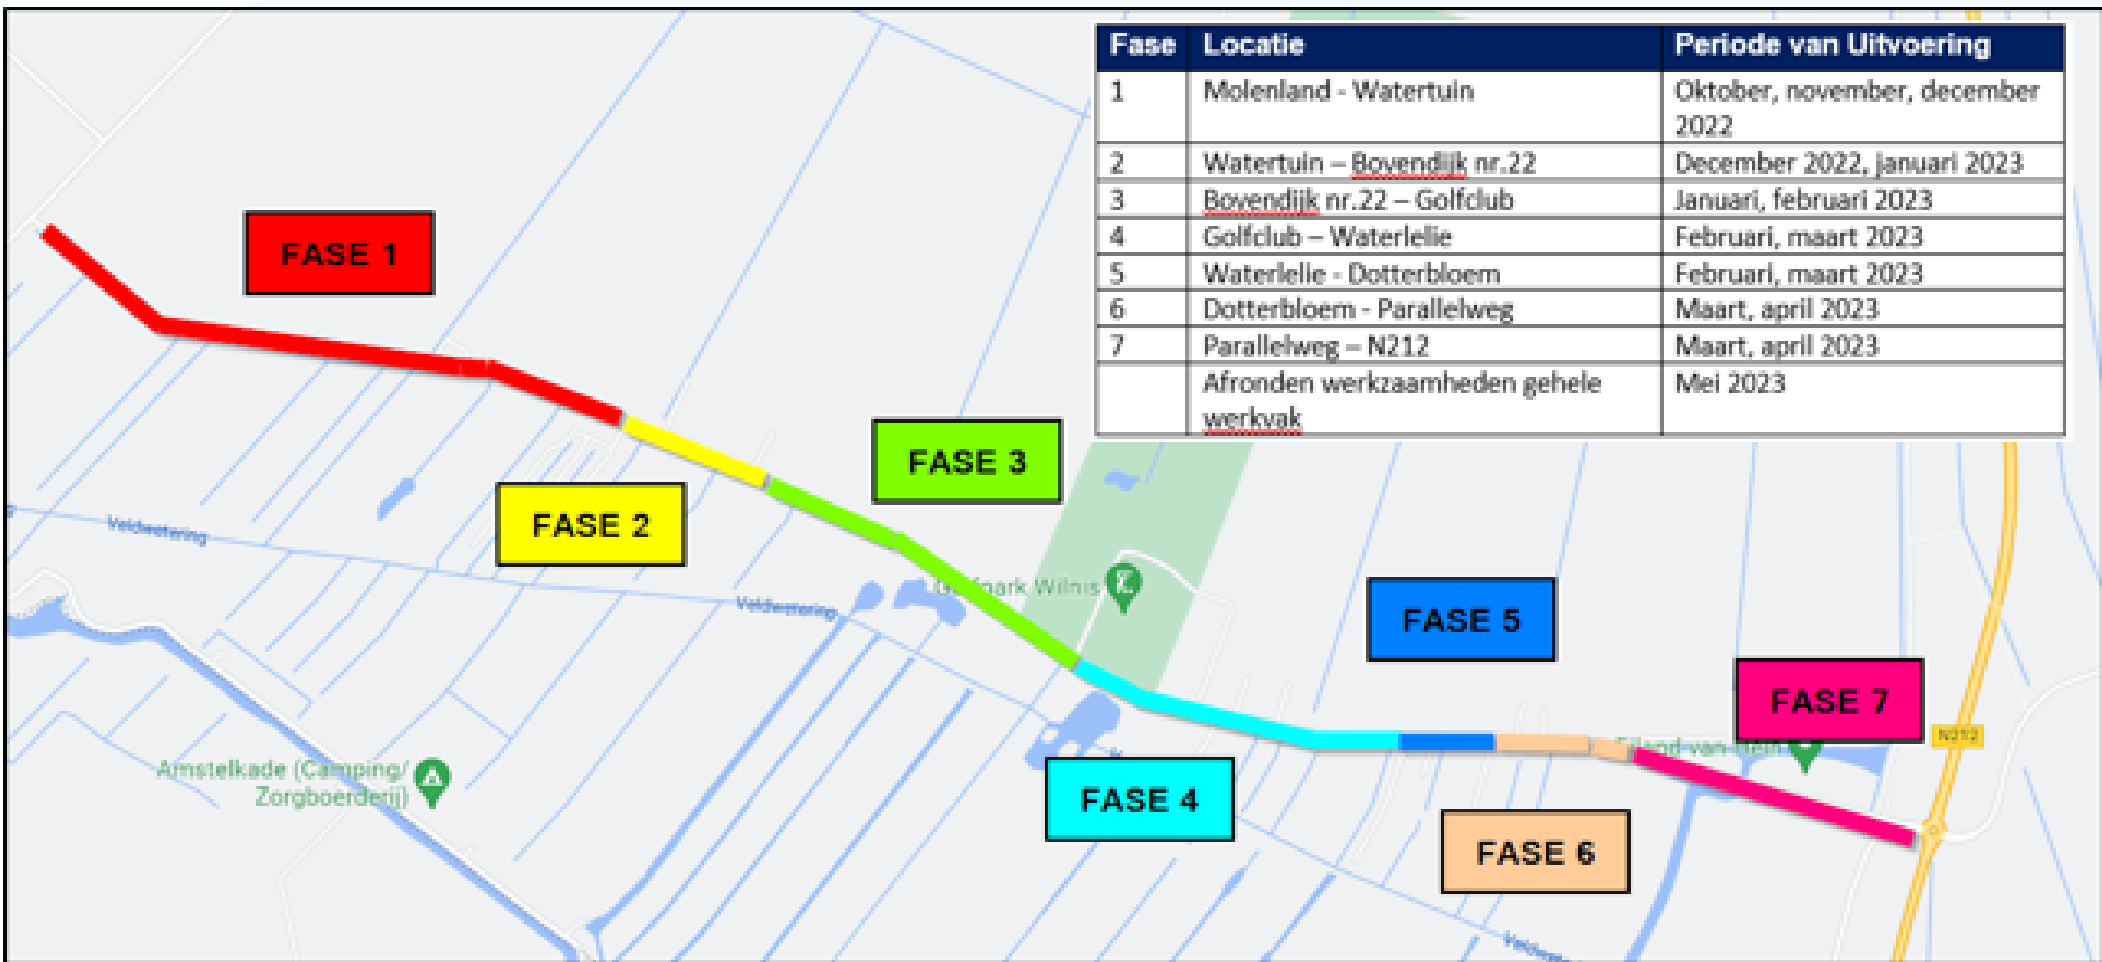 Fase Locatie Periode van Uitvoering
1 Molenland - Watertuin Oktober, november, december
2022
2 Watertuin – Bovendijk nr.22 December 2022, januari 2023
3 Bovendijk nr.22 – Golfclub Januari, februari 2023
4 Golfclub – Waterlelie Februari, maart 2023
5 Waterlelie - Dotterbloem Februari, maart 2023
6 Dotterbloem - Parallelweg Maart, april 2023
7 Parallelweg – N212 Maart, april 2023
Afronden werkzaamheden gehele Mei 2023
werkvak
FASE 1
FASE 3
FASE 2
Veldwetering
Wilnis
Veldwetering
FASE 5
FASE 7
N212
Amstelkade (Camping/
Zorgboerderij)
FASE 4
FASE 6